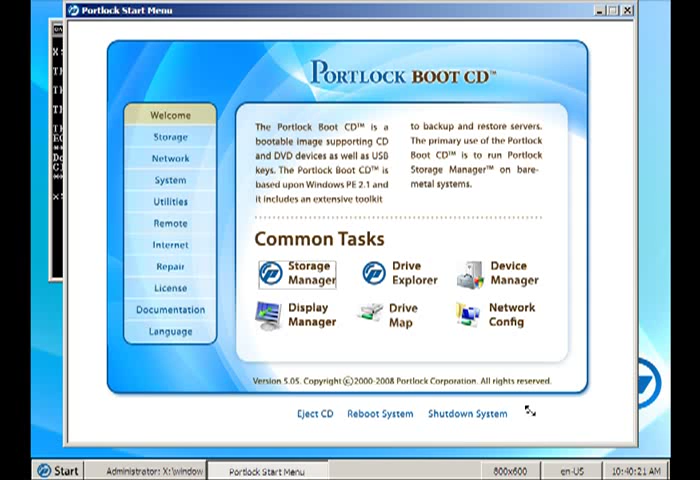 Portlock Start Menu
PORTLOCK BOOT CD™
Welcome
Storage
Network
System
Utilities
Remote
Internet
Repair
License
Documentation
Language
The Portlock Boot CD™ is a
bootable image supporting CD
and DVD devices as well as USB
keys. The Portlock Boot CD™ is
based upon Windows PE 2.1 and
it includes an extensive toolkit
to backup and restore servers.
The primary use of the Portlock
Boot CD™ is to run Portlock
Storage Manager™ on bare-
metal systems.
Common Tasks
Storage
Manager
Drive
Explorer
Device
Manager
Display
Manager
Drive
Map
Network
Config
Version 5.05. Copyright ©2000-2008 Portlock Corporation. All rights reserved.
Eject CD Reboot System Shutdown System
Start Administrator: X:\window Portlock Start Menu 800x600 en-US 10:40:21 AM